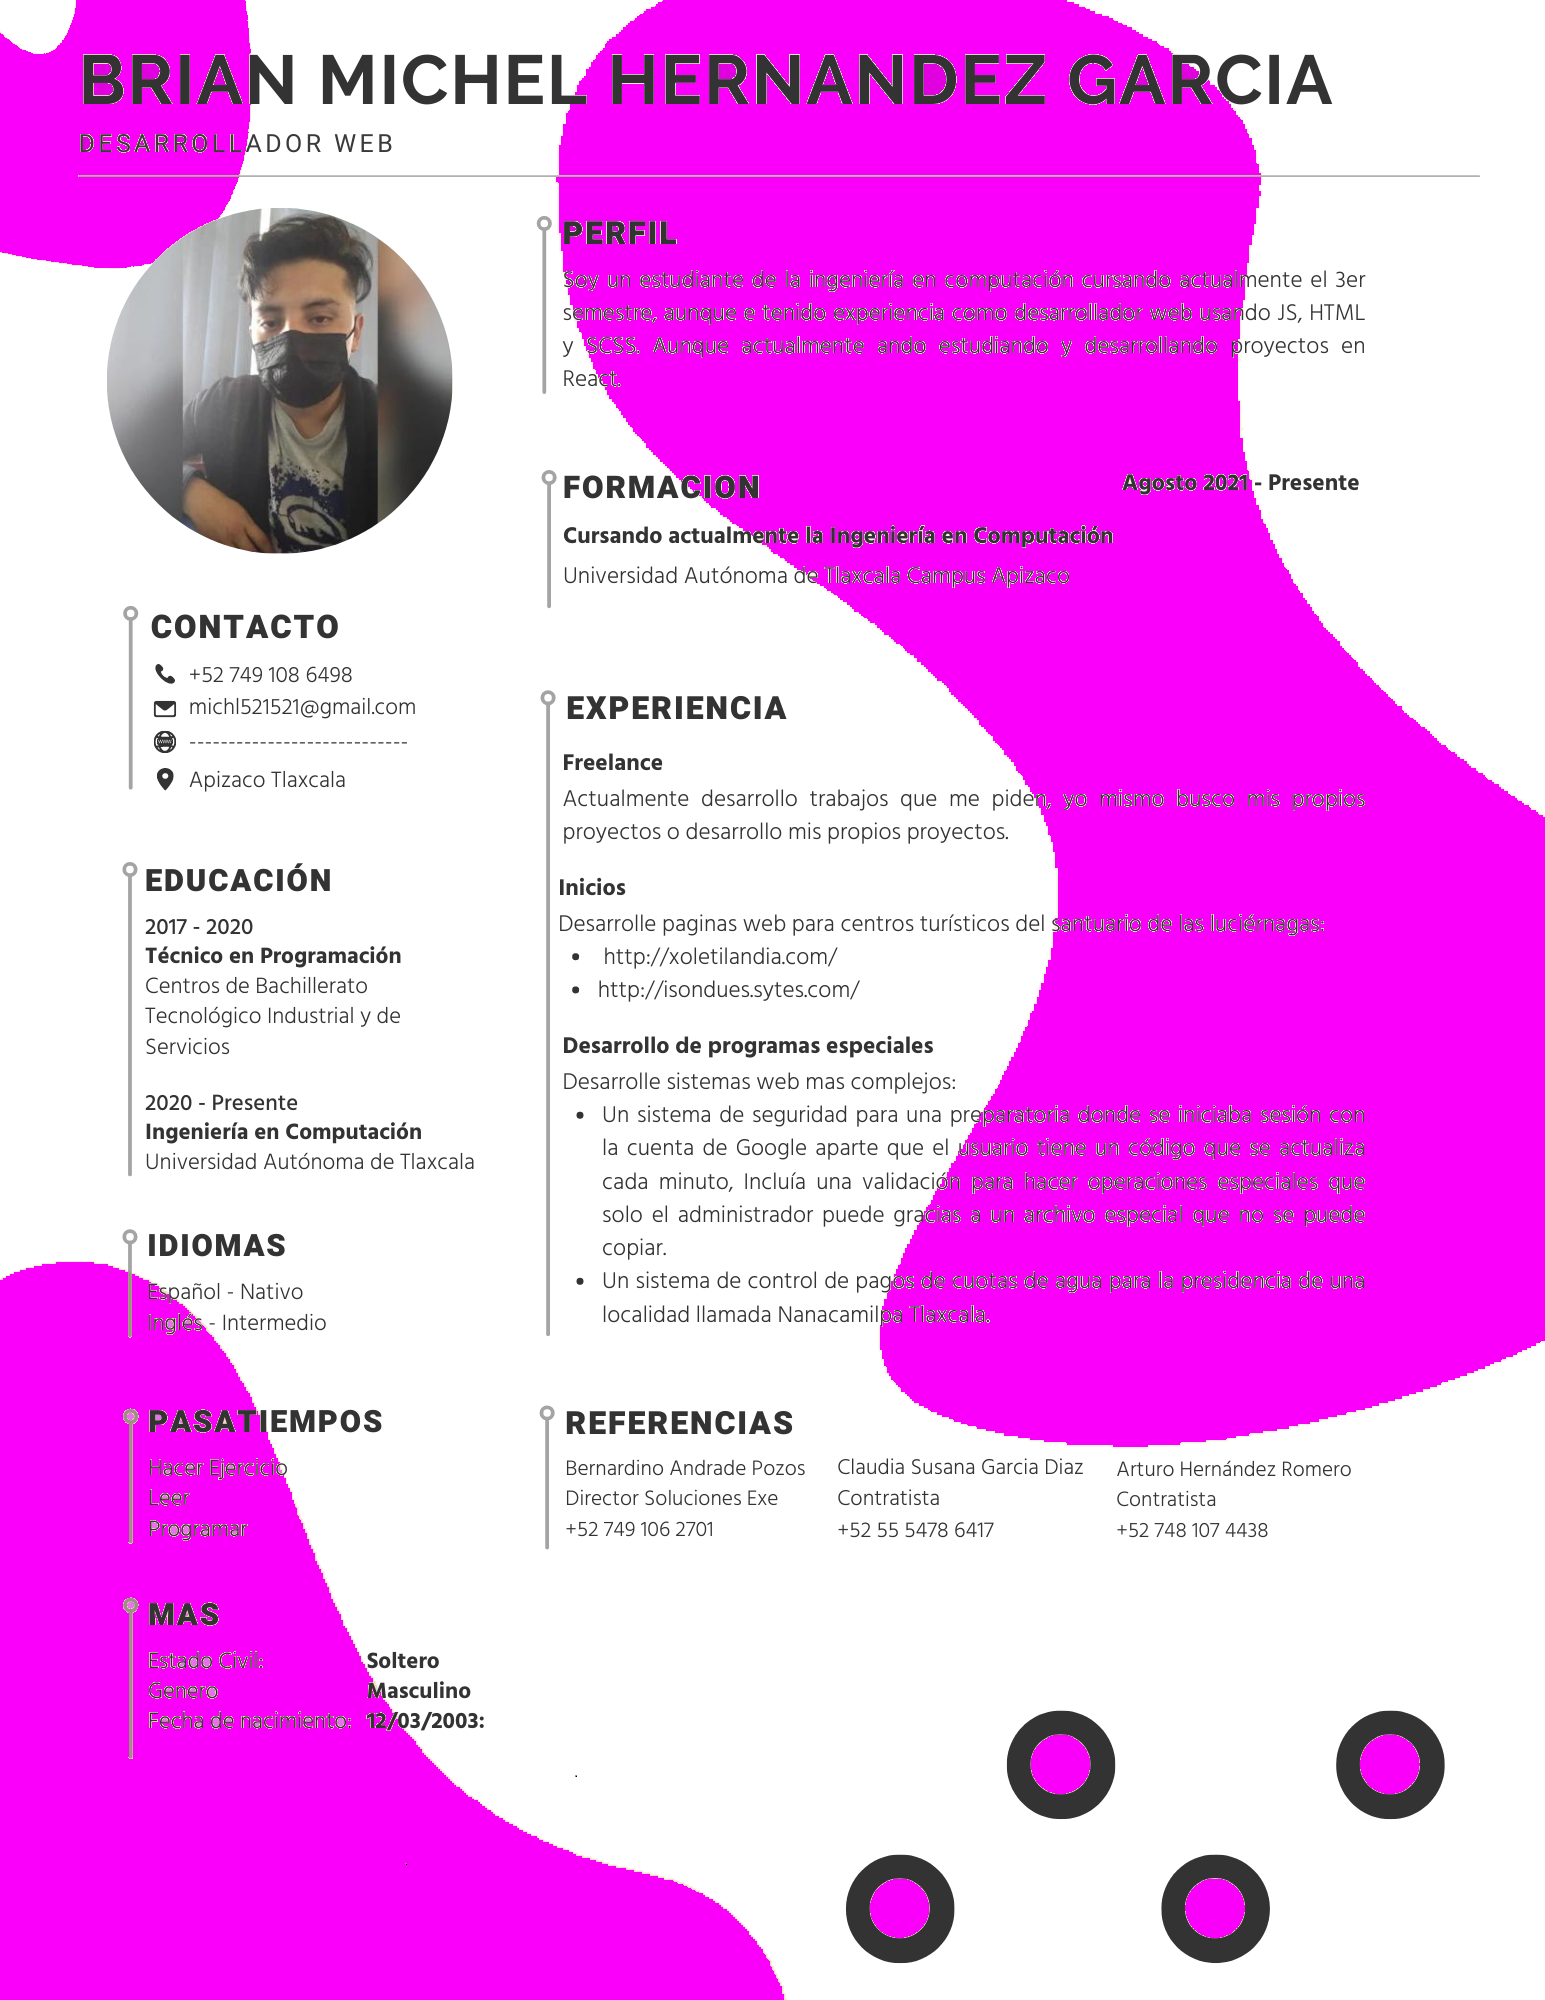 BRIAN MICHEL HERNANDEZ GARCIA
DESARROLLADOR WEB
PERFIL
Soy un estudiante de la ingeniería en computación cursando actualmente el 3er
semestre, aunque e tenido experiencia como desarrollador web usando JS, HTML
y SCSS. Aunque actualmente ando estudiando y desarrollando proyectos en
React.
FORMACION
Agosto 2021 - Presente
Cursando actualmente la Ingeniería en Computación
Universidad Autónoma de Tlaxcala Campus Apizaco
CONTACTO
+52 749 108 6498
michl521521@gmail.com
www
----------------------------
Apizaco Tlaxcala
EDUCACIÓN
2017 - 2020
Técnico en Programación
Centros de Bachillerato
Tecnológico Industrial y de
Servicios
2020 - Presente
Ingeniería en Computación
Universidad Autónoma de Tlaxcala
IDIOMAS
Español - Nativo
Inglés - Intermedio
PASATIEMPOS
Hacer Ejercicio
Leer
Programar
MAS
Estado Civil: Soltero
Genero Masculino
Fecha de nacimiento: 12/03/2003:
EXPERIENCIA
Freelance
Actualmente desarrollo trabajos que me piden, yo mismo busco mis propios
proyectos o desarrollo mis propios proyectos.
Inicios
Desarrolle paginas web para centros turísticos del santuario de las luciérnagas:
• http://xoletilandia.com/
• http://isondues.sytes.com/
Desarrollo de programas especiales
Desarrolle sistemas web mas complejos:
• Un sistema de seguridad para una preparatoria donde se iniciaba sesión con
la cuenta de Google aparte que el usuario tiene un código que se actualiza
cada minuto, Incluía una validación para hacer operaciones especiales que
solo el administrador puede gracias a un archivo especial que no se puede
copiar.
• Un sistema de control de pagos de cuotas de agua para la presidencia de una
localidad llamada Nanacamilpa Tlaxcala.
REFERENCIAS
Bernardino Andrade Pozos
Director Soluciones Exe
+52 749 106 2701
Claudia Susana Garcia Diaz
Contratista
+52 55 5478 6417
Arturo Hernández Romero
Contratista
+52 748 107 4438